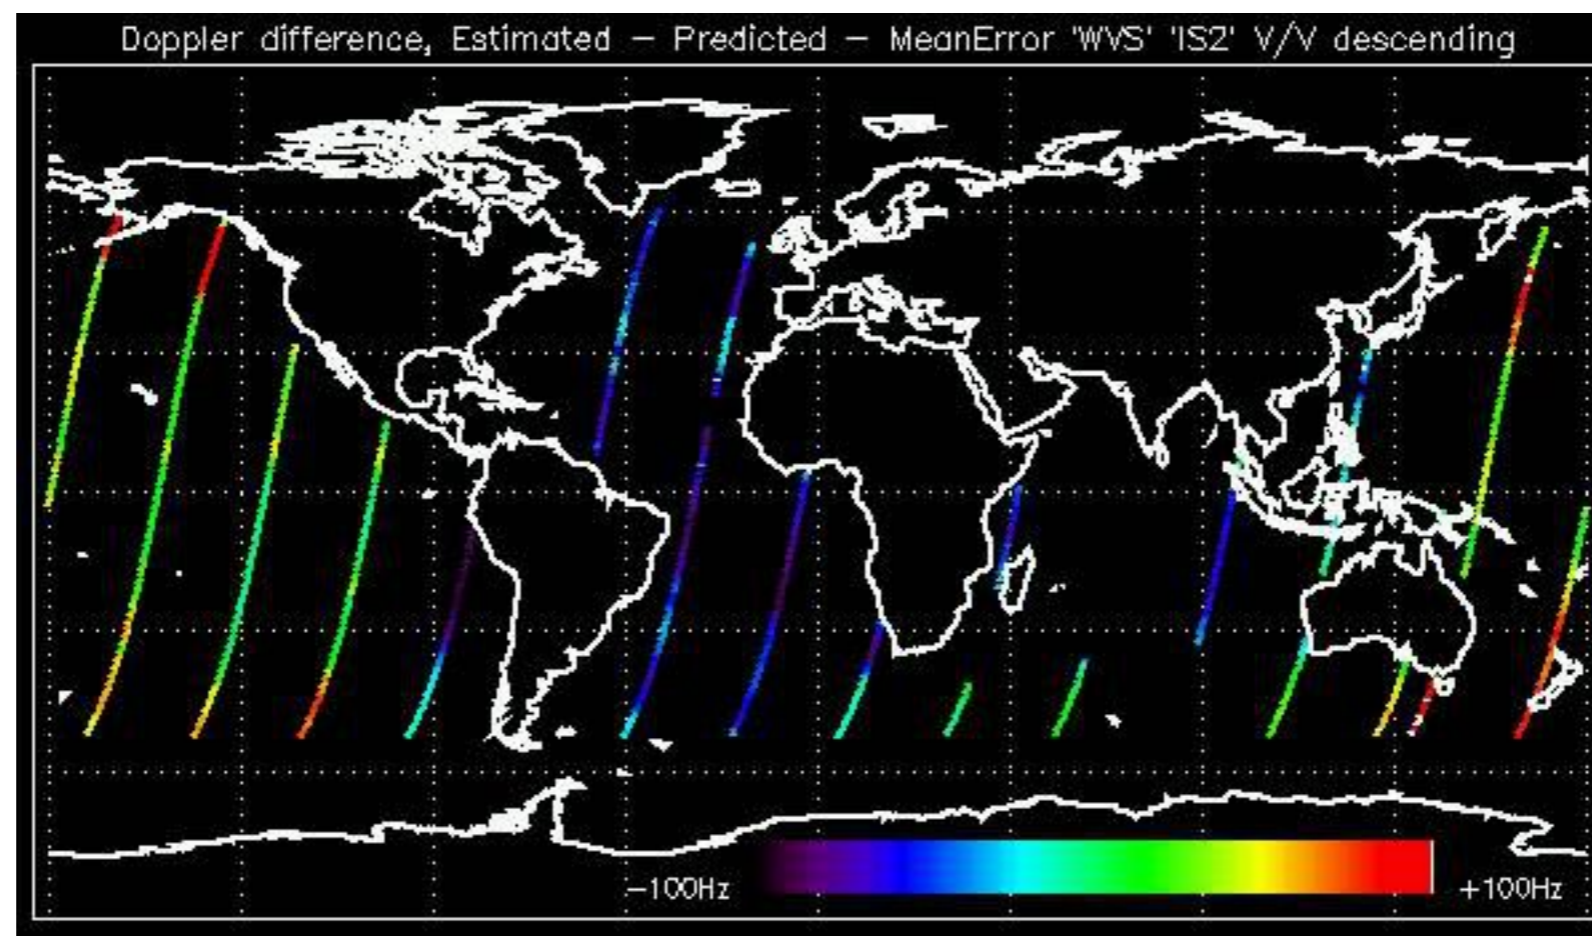 Doppler difference, Estimated – Predicted – MeanError 'WVS' 'IS2' V/V descending
−100Hz
+100Hz